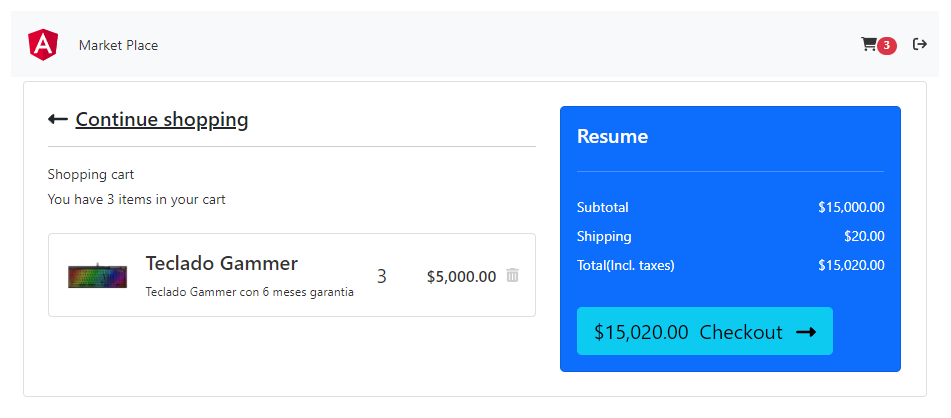 A
Market Place
3
Continue shopping
Shopping cart
You have 3 items in your cart
Teclado Gammer
Teclado Gammer con 6 meses garantia
3
$5,000.00
Resume
Subtotal $15,000.00
Shipping $20.00
Total(Incl. taxes) $15,020.00
$15,020.00 Checkout